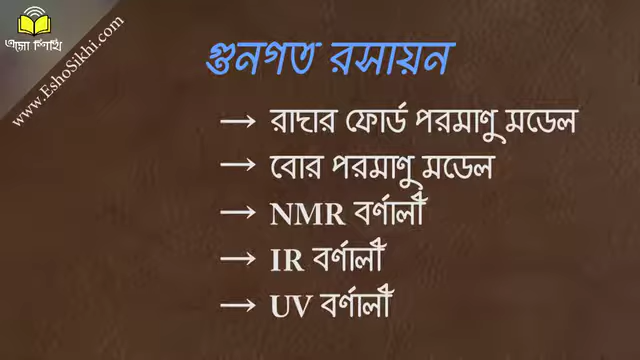 এসো শিখি
www.EshoSikhi.com
গুনগত রসায়ন
→ রাদার ফোর্ড পরমাণু মডেল
→ বোর পরমাণু মডেল
→ NMR বর্ণালী
→ IR বর্ণালী
→ UV বর্ণালী